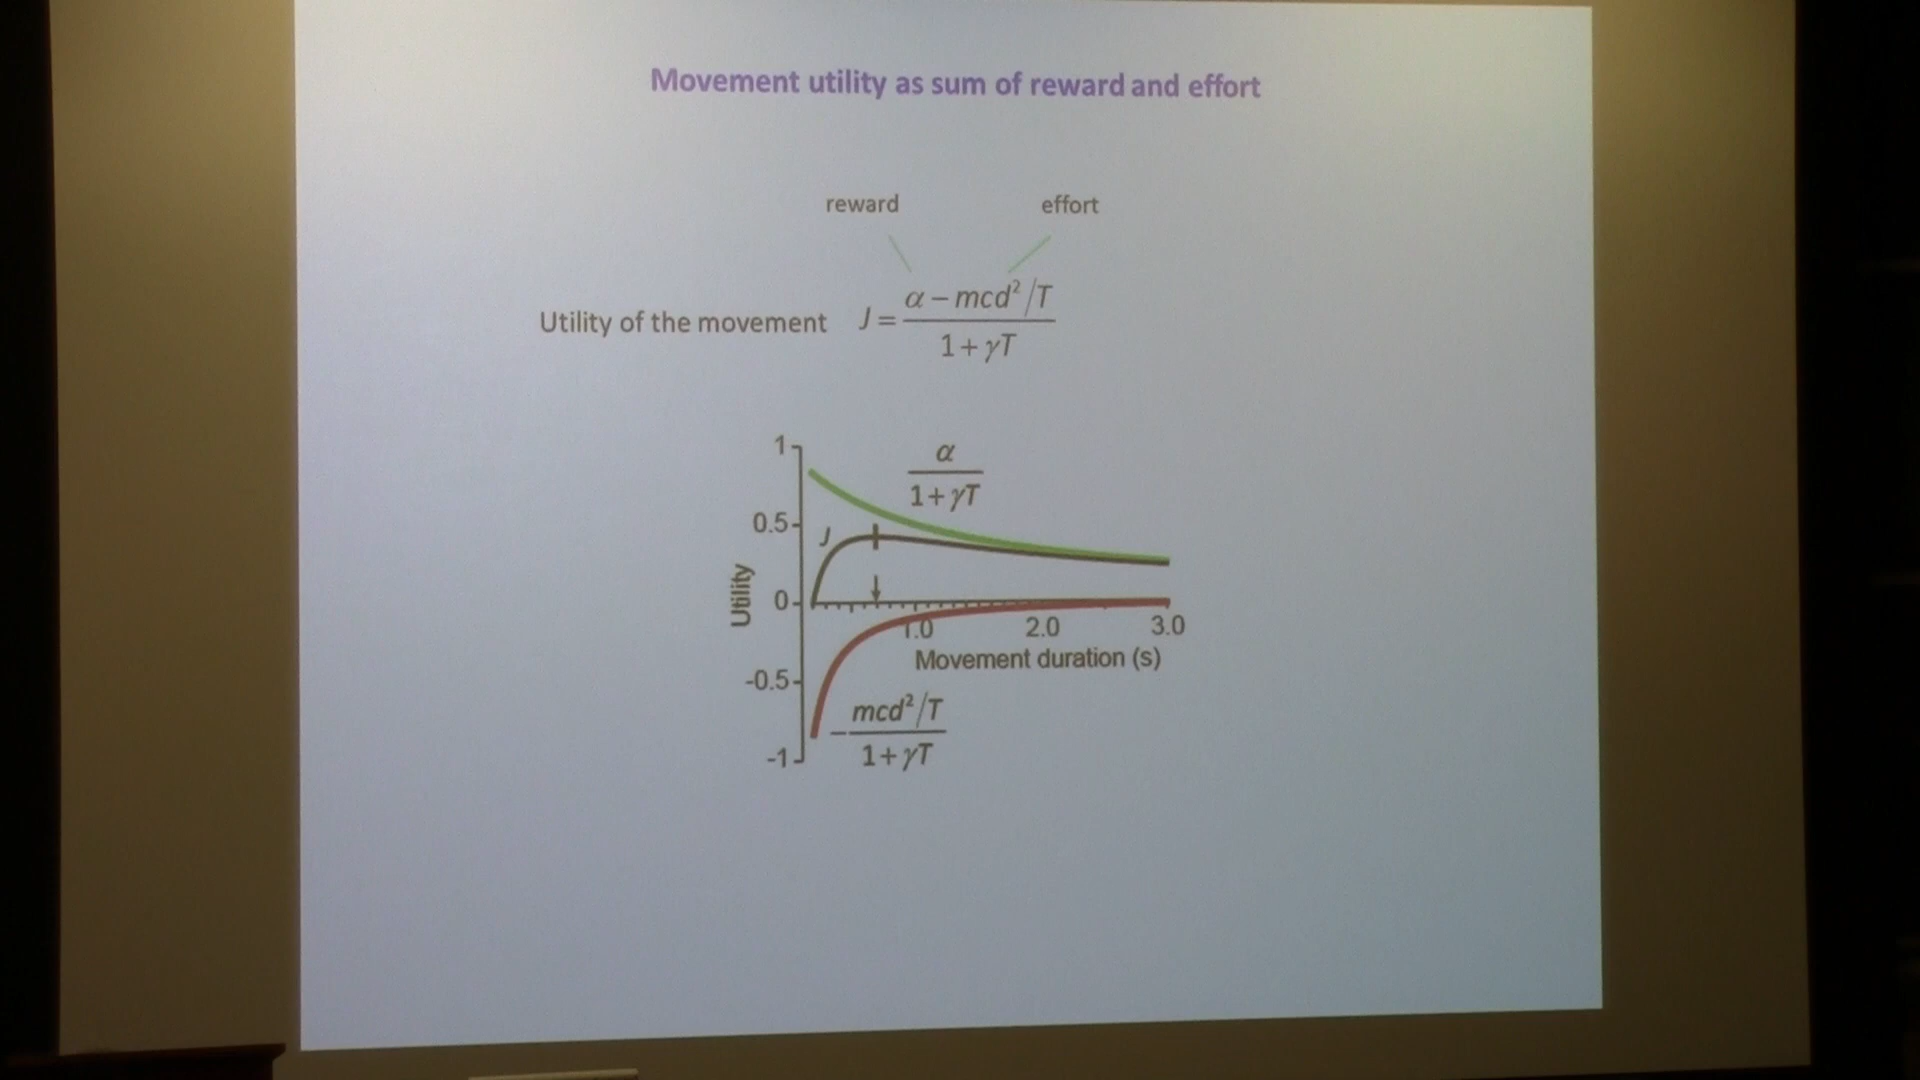 Movement utility as sum of reward and effort
reward effort
Utility of the movement J = (α – mcd²/T) / (1 + γT)
1
α / (1 + γT)
0.5
J
Utility
0
1.0 2.0 3.0
Movement duration (s)
-0.5
– (mcd²/T) / (1 + γT)
-1